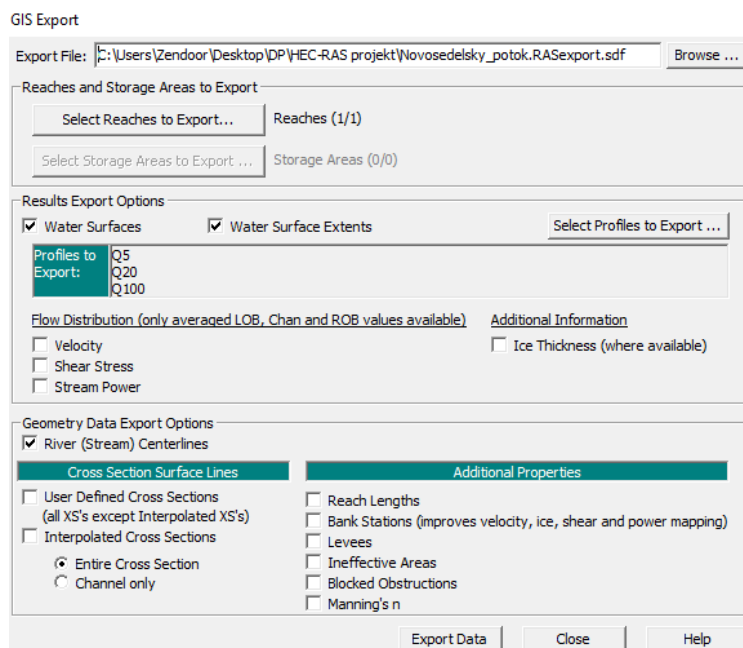 GIS Export
Export File: C:\Users\Zendoor\Desktop\DP\HEC-RAS projekt\Novosedelsky_potok.RASexport.sdf Browse ...
Reaches and Storage Areas to Export
Select Reaches to Export... Reaches (1/1)
Select Storage Areas to Export ... Storage Areas (0/0)
Results Export Options
Water Surfaces Water Surface Extents Select Profiles to Export ...
Profiles to Export: Q5
Q20
Q100
Flow Distribution (only averaged LOB, Chan and ROB values available) Additional Information
Velocity Ice Thickness (where available)
Shear Stress
Stream Power
Geometry Data Export Options
River (Stream) Centerlines
Cross Section Surface Lines Additional Properties
User Defined Cross Sections Reach Lengths
(all XS's except Interpolated XS's) Bank Stations (improves velocity, ice, shear and power mapping)
Interpolated Cross Sections Levees
Entire Cross Section Ineffective Areas
Channel only Blocked Obstructions
Manning's n
Export Data Close Help